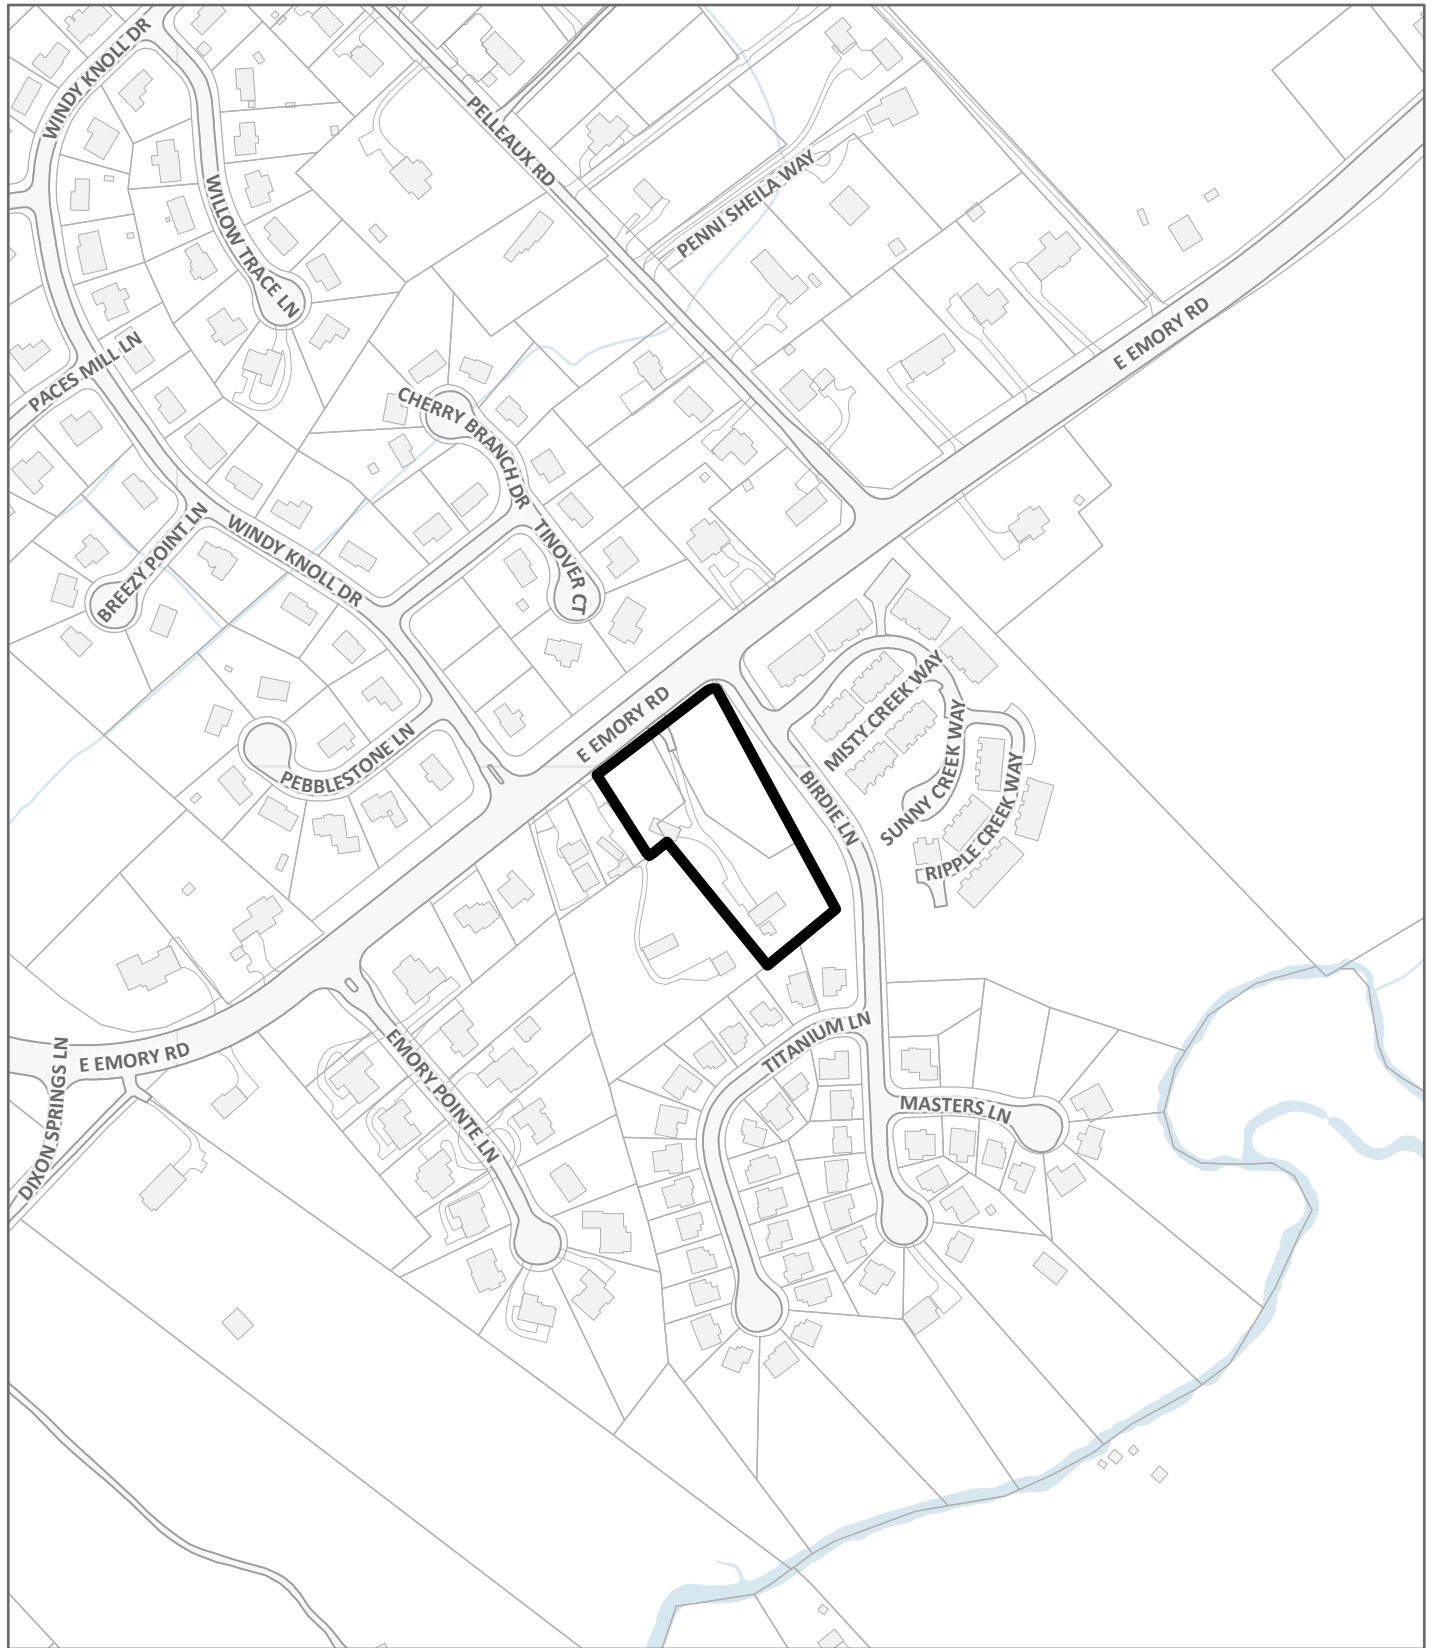 WINDY KNOLL DR
PELLEAUX RD
WILLOW TRACE LN
PENNI SHEILA WAY
E EMORY RD
PACES MILL LN
CHERRY BRANCH DR
TINOVER CT
BREEZY POINT LN
WINDY KNOLL DR
E EMORY RD
MISTY CREEK WAY
PEBBLESTONE LN
SUNNY CREEK WAY
BIRDIE LN
RIPPLE CREEK WAY
TITANIUM LN
E EMORY RD
EMORY POINTE LN
MASTERS LN
DIXON SPRINGS LN